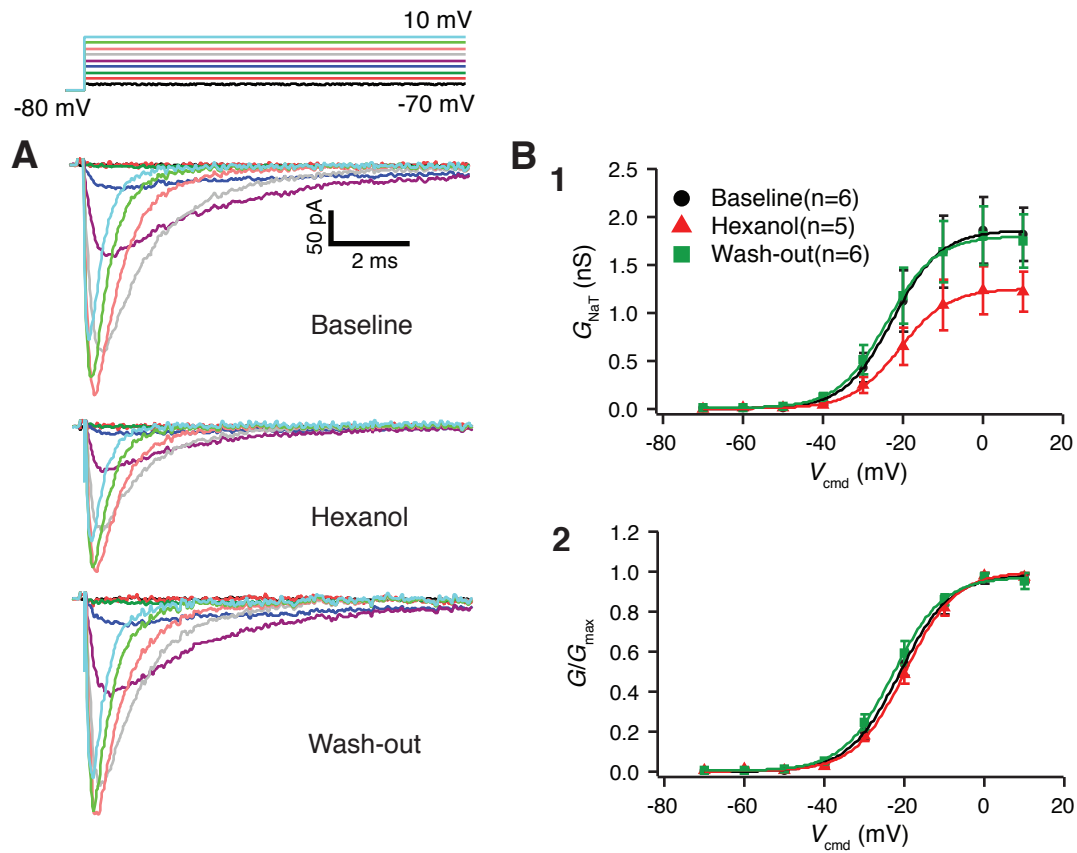 10 mV
-80 mV
-70 mV
A
50 pA
2 ms
Baseline
Hexanol
Wash-out
B
1
2.5
2.0
1.5
1.0
0.5
0.0
G_NaT (nS)
Baseline(n=6)
Hexanol(n=5)
Wash-out(n=6)
-80 -60 -40 -20 0 20
V_cmd (mV)
2
1.2
1.0
0.8
0.6
0.4
0.2
0.0
G/G_max
-80 -60 -40 -20 0 20
V_cmd (mV)